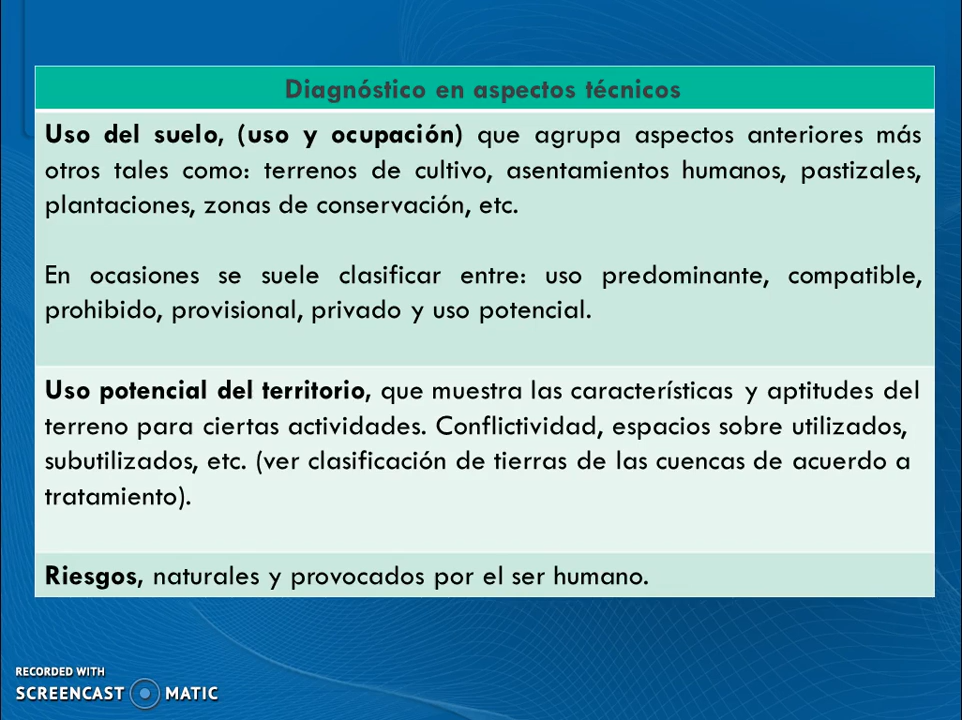 Diagnóstico en aspectos técnicos
Uso del suelo, (uso y ocupación) que agrupa aspectos anteriores más
otros tales como: terrenos de cultivo, asentamientos humanos, pastizales,
plantaciones, zonas de conservación, etc.
En ocasiones se suele clasificar entre: uso predominante, compatible,
prohibido, provisional, privado y uso potencial.
Uso potencial del territorio, que muestra las características y aptitudes del
terreno para ciertas actividades. Conflictividad, espacios sobre utilizados,
subutilizados, etc. (ver clasificación de tierras de las cuencas de acuerdo a
tratamiento).
Riesgos, naturales y provocados por el ser humano.
RECORDED WITH
SCREENCAST MATIC